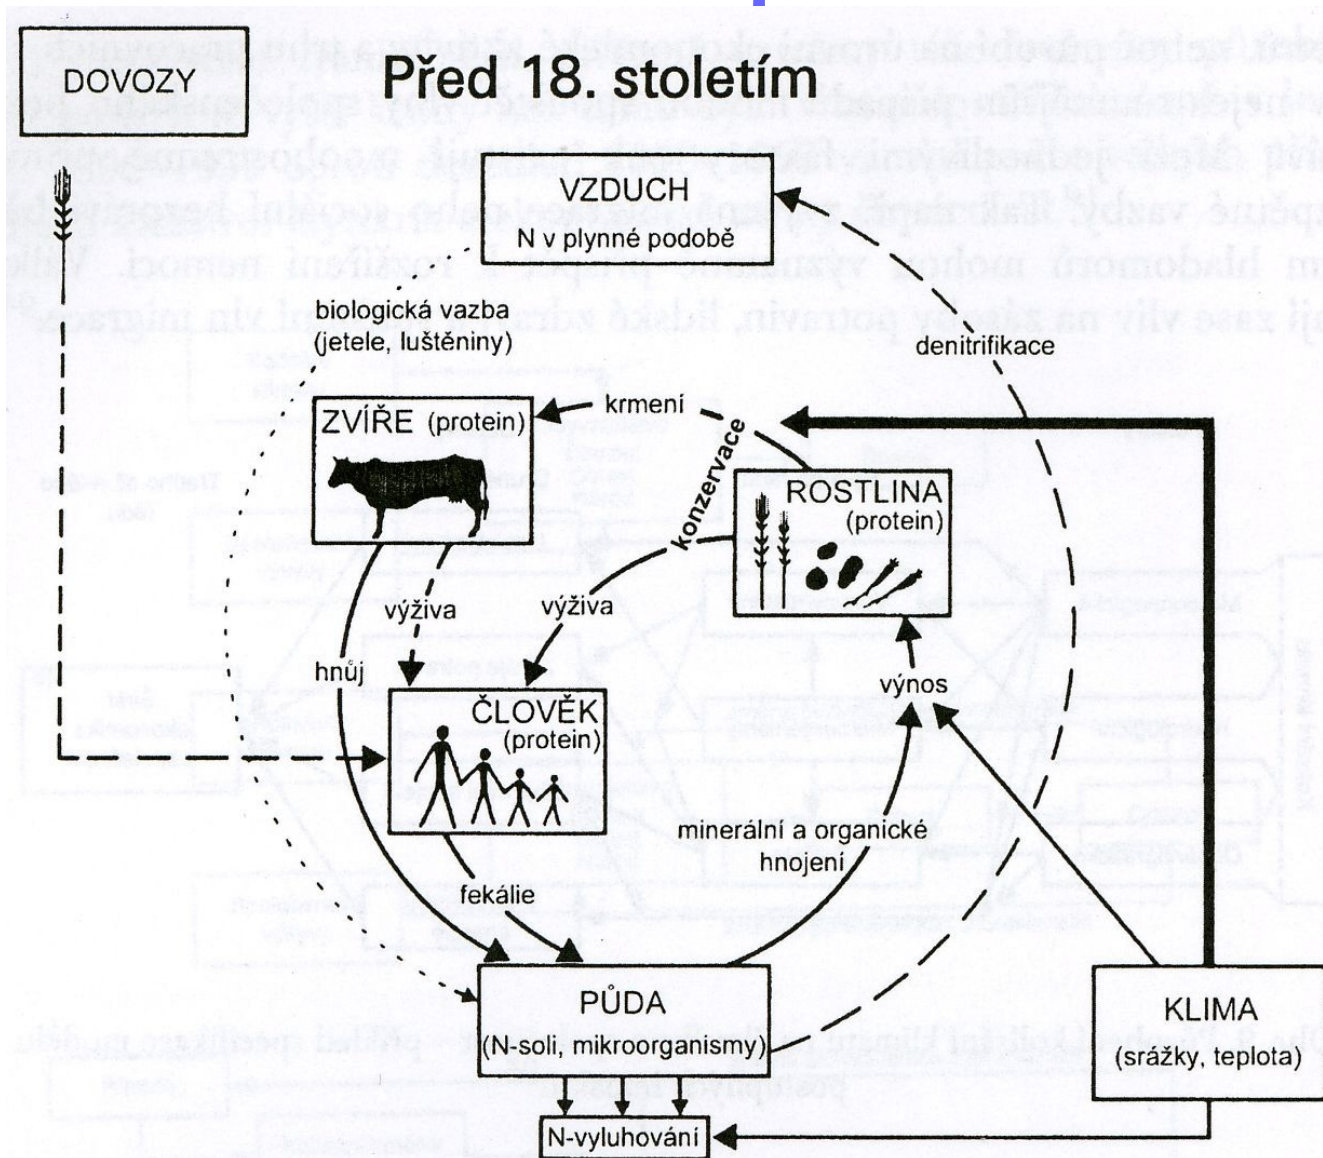 DOVOZY
Před 18. stoletím
VZDUCH
N v plynné podobě
biologická vazba
(jetele, luštěniny)
denitrifikace
ZVÍŘE (protein)
krmení
konzervace
ROSTLINA
(protein)
výživa
výživa
hnůj
výnos
ČLOVĚK
(protein)
minerální a organické
hnojení
fekálie
PŮDA
(N-soli, mikroorganismy)
KLIMA
(srážky, teplota)
N-vyluhování